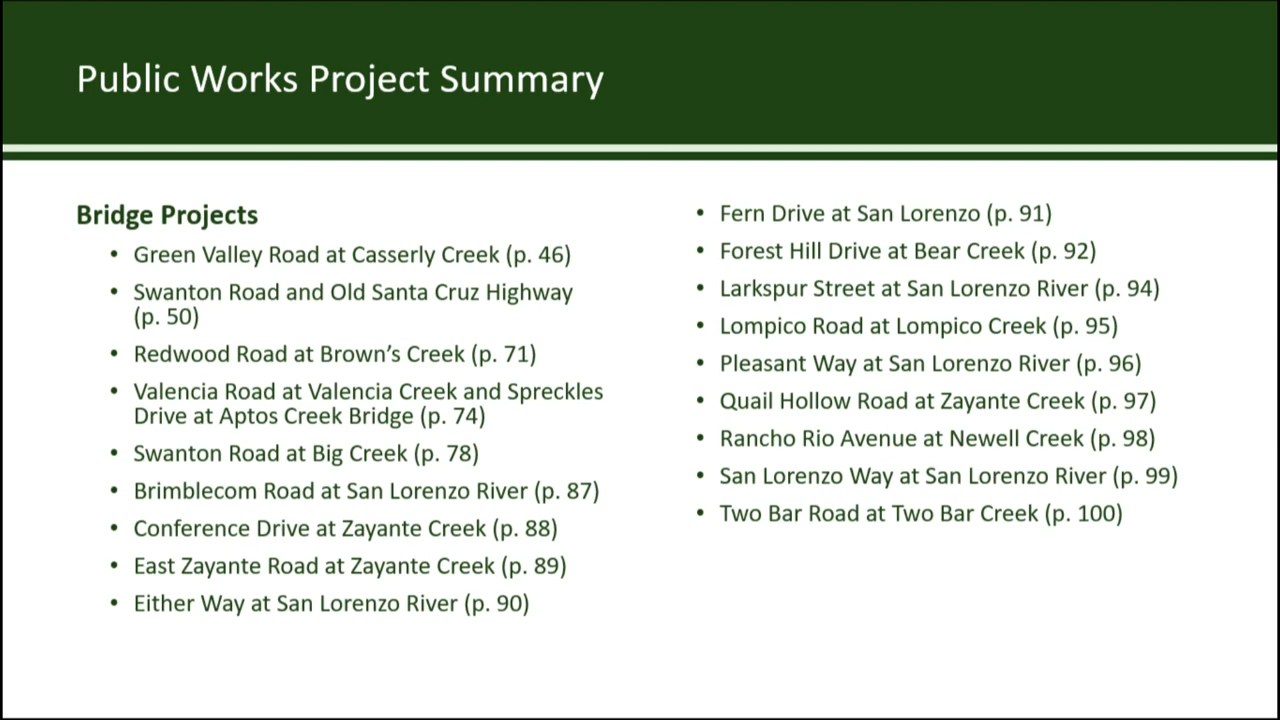 Public Works Project Summary
Bridge Projects
• Green Valley Road at Casserly Creek (p. 46)
• Swanton Road and Old Santa Cruz Highway
(p. 50)
• Redwood Road at Brown’s Creek (p. 71)
• Valencia Road at Valencia Creek and Spreckles
Drive at Aptos Creek Bridge (p. 74)
• Swanton Road at Big Creek (p. 78)
• Brimblecom Road at San Lorenzo River (p. 87)
• Conference Drive at Zayante Creek (p. 88)
• East Zayante Road at Zayante Creek (p. 89)
• Either Way at San Lorenzo River (p. 90)
• Fern Drive at San Lorenzo (p. 91)
• Forest Hill Drive at Bear Creek (p. 92)
• Larkspur Street at San Lorenzo River (p. 94)
• Lompico Road at Lompico Creek (p. 95)
• Pleasant Way at San Lorenzo River (p. 96)
• Quail Hollow Road at Zayante Creek (p. 97)
• Rancho Rio Avenue at Newell Creek (p. 98)
• San Lorenzo Way at San Lorenzo River (p. 99)
• Two Bar Road at Two Bar Creek (p. 100)